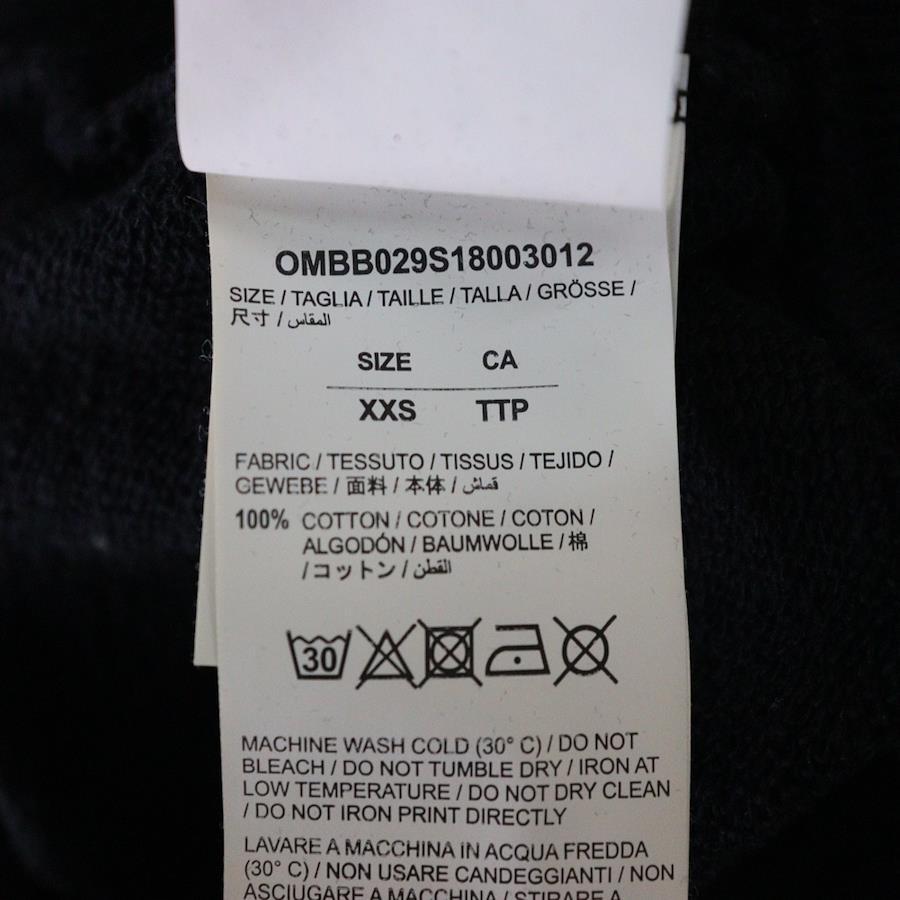 OMBB029S18003012
SIZE / TAGLIA / TAILLE / TALLA / GRÖSSE /
尺寸 / المقاس
SIZE CA
XXS TTP
FABRIC / TESSUTO / TISSUS / TEJIDO /
GEWEBE / 面料 / 本体 / قماش
100% COTTON / COTONE / COTON /
ALGODÓN / BAUMWOLLE / 棉
/ コットン / القطن
30
MACHINE WASH COLD (30° C) / DO NOT
BLEACH / DO NOT TUMBLE DRY / IRON AT
LOW TEMPERATURE / DO NOT DRY CLEAN
/ DO NOT IRON PRINT DIRECTLY
LAVARE A MACCHINA IN ACQUA FREDDA
(30° C) / NON USARE CANDEGGIANTI / NON
ASCIUGARE A MACCHINA / STIRARE A